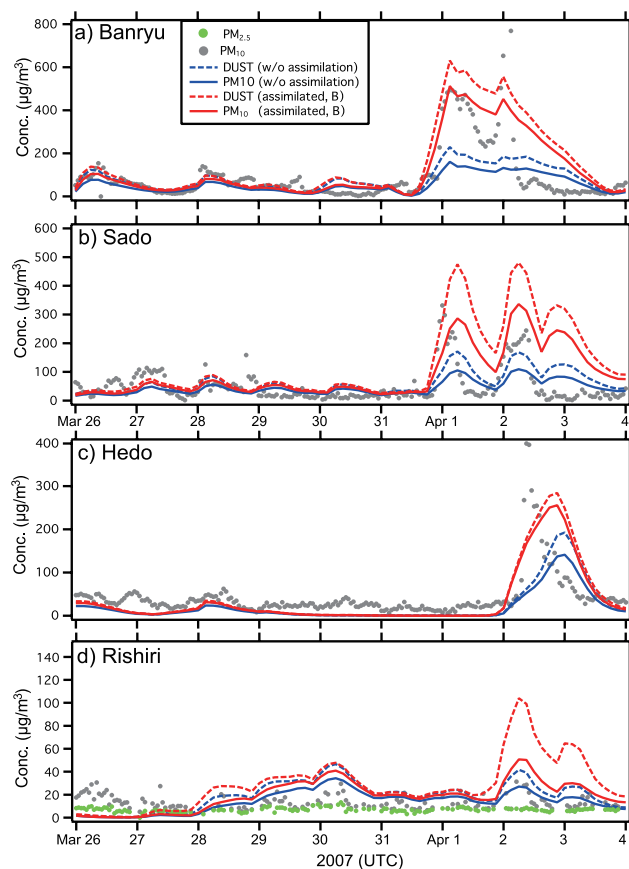 a) Banryu
PM2.5
PM10
DUST (w/o assimilation)
PM10 (w/o assimilation)
DUST (assimilated, B)
PM10 (assimilated, B)
Conc. (µg/m³)
800
600
400
200
0
b) Sado
Conc. (µg/m³)
600
500
400
300
200
100
0
Mar 26 27 28 29 30 31 Apr 1 2 3 4
c) Hedo
Conc. (µg/m³)
400
300
200
100
0
d) Rishiri
Conc. (µg/m³)
140
120
100
80
60
40
20
0
Mar 26 27 28 29 30 31 Apr 1 2 3 4
2007 (UTC)